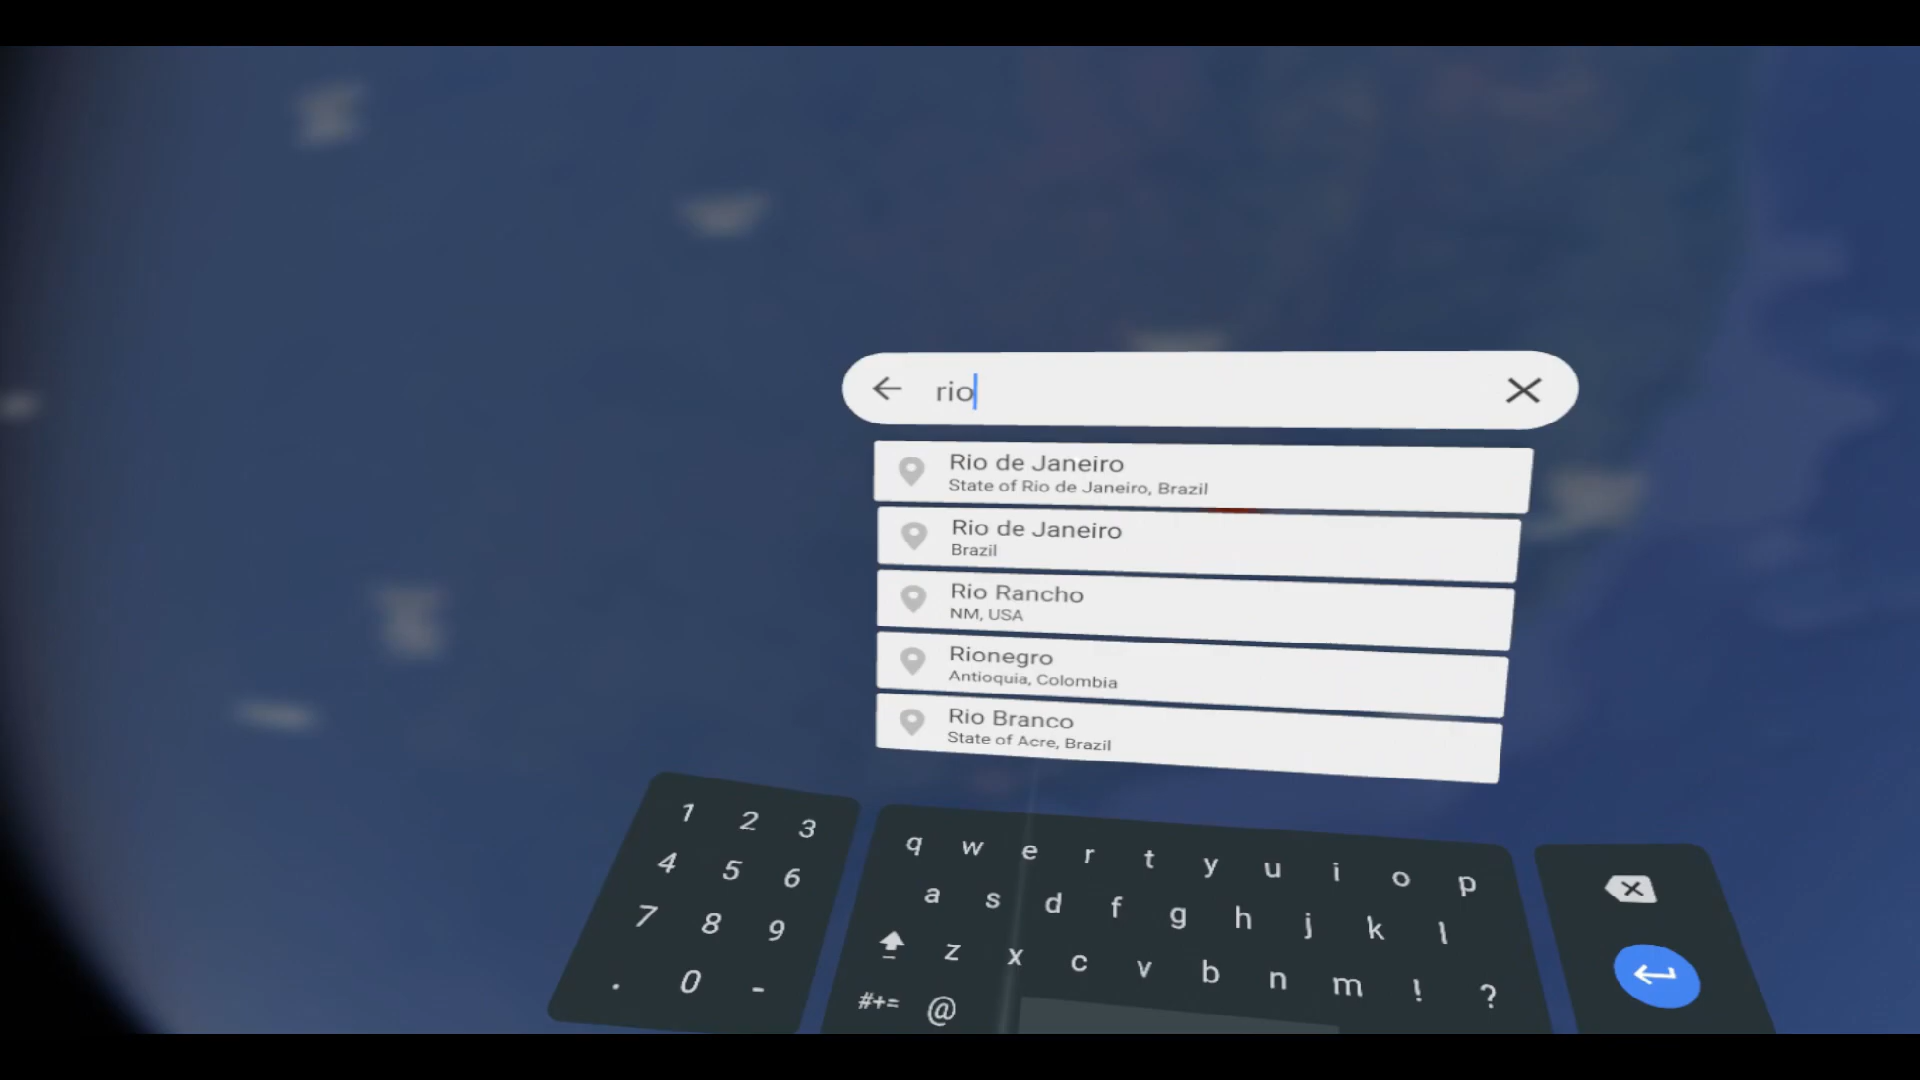 rio
Rio de Janeiro
State of Rio de Janeiro, Brazil
Rio de Janeiro
Brazil
Rio Rancho
NM, USA
Rionegro
Antioquia, Colombia
Rio Branco
State of Acre, Brazil
1 2 3
4 5 6
7 8 9
. 0 -
q w e r t y u i o p
a s d f g h j k l
z x c v b n m ! ?
#+= @